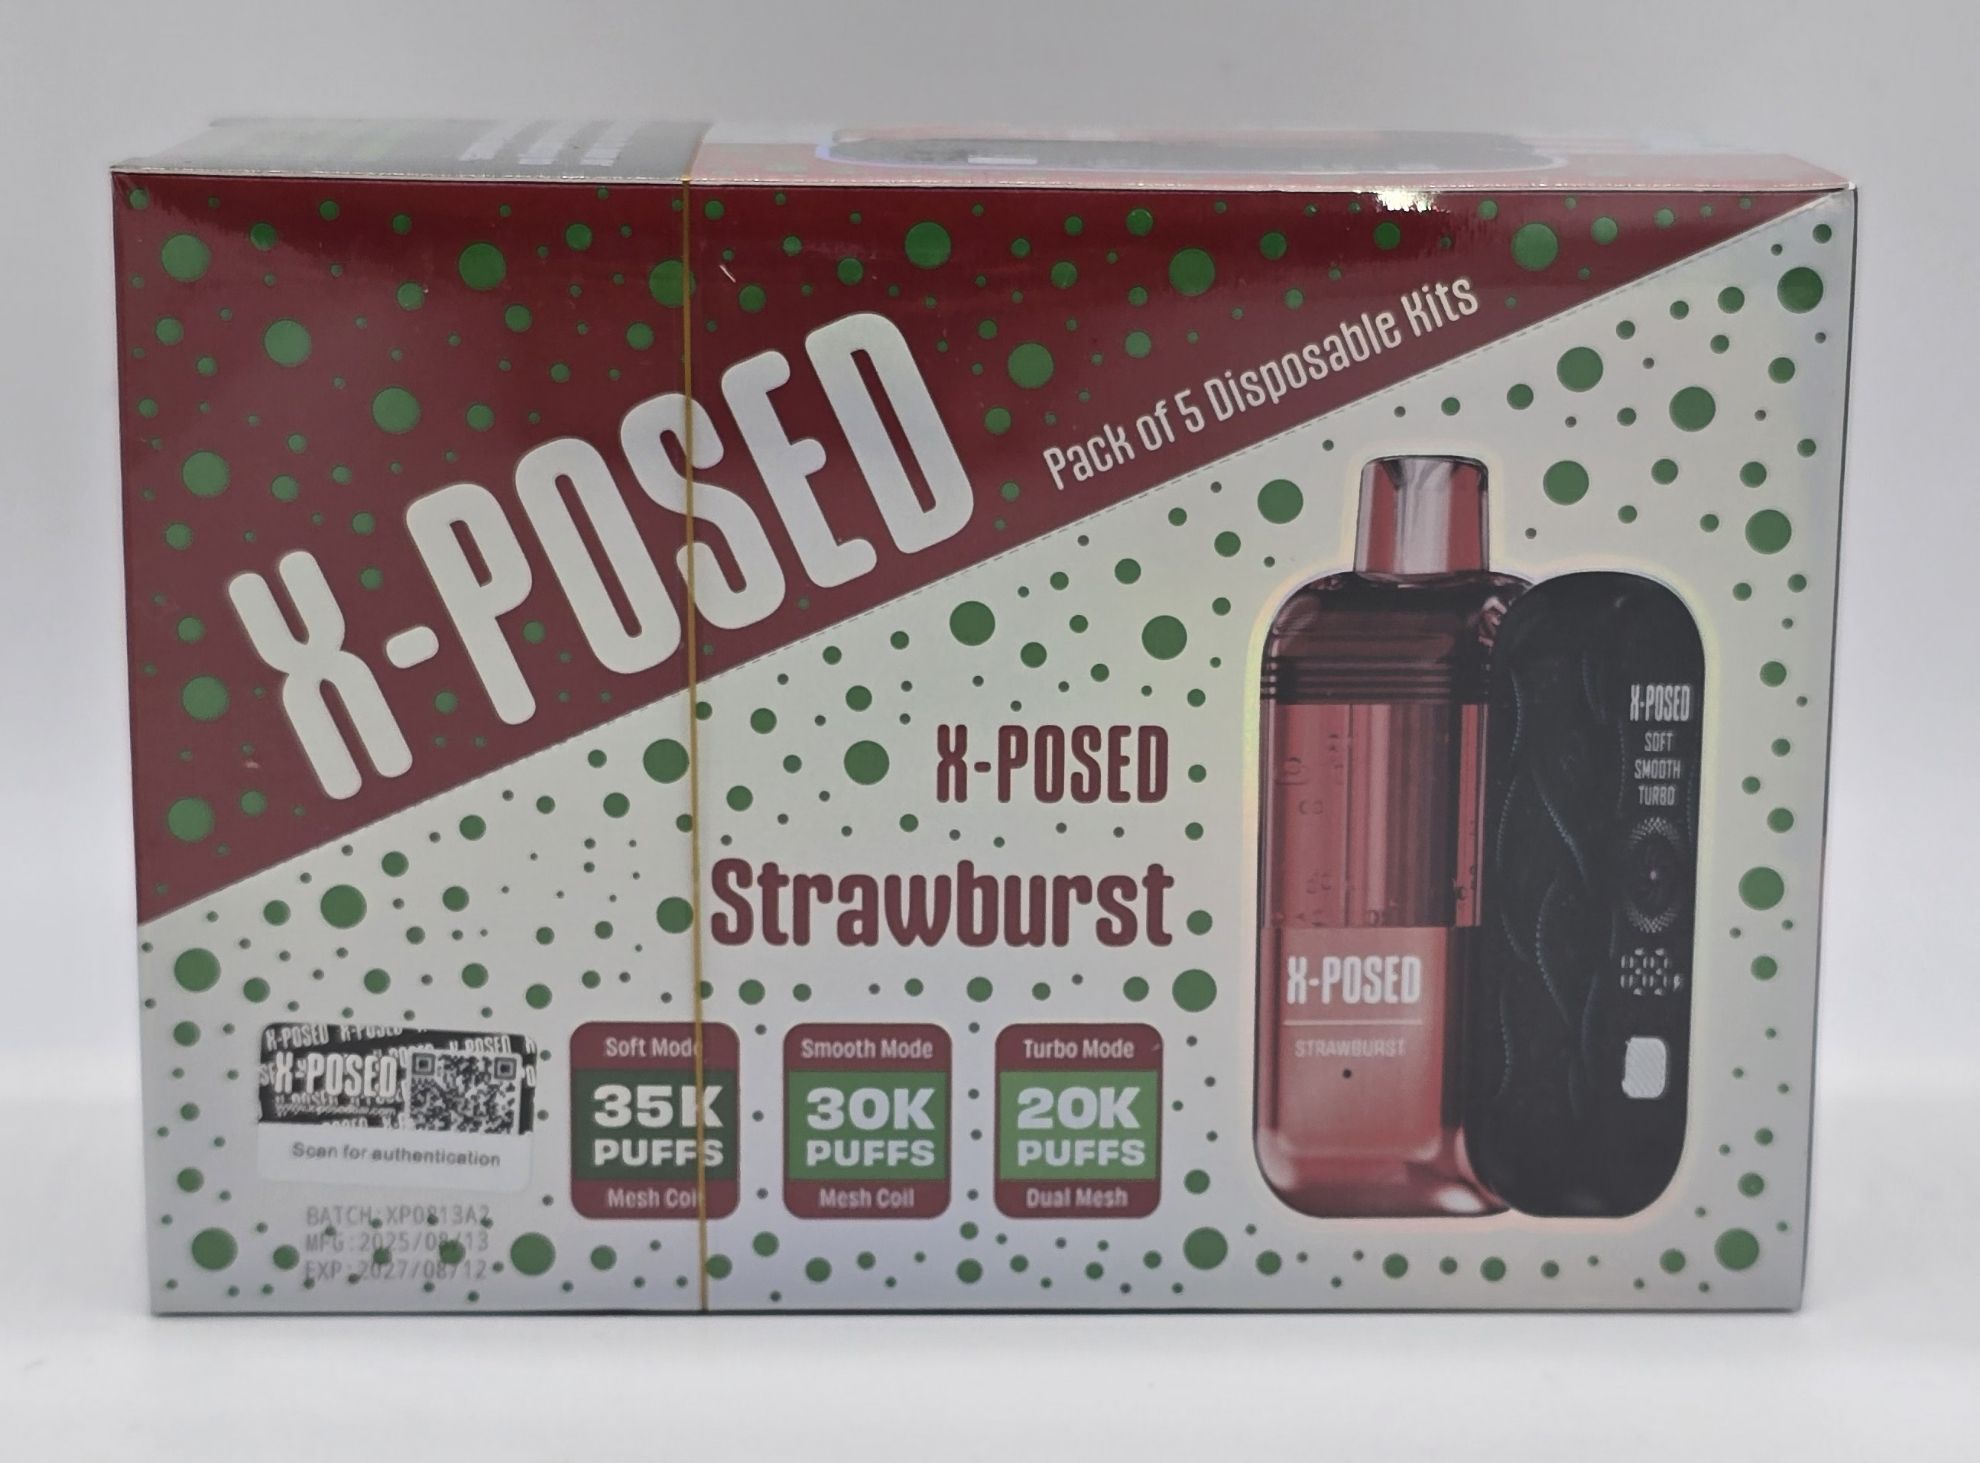 X-POSED
Pack of 5 Disposable Kits
X-POSED
Strawburst
X-POSED
SOFT
SMOOTH
TURBO
X-POSED
STRAWBURST
X-POSED
Scan for authentication
Soft Mode
35K
PUFFS
Mesh Coil
Smooth Mode
30K
PUFFS
Mesh Coil
Turbo Mode
20K
PUFFS
Dual Mesh
BATCH:XP0813A2
MFG:2025/08/13
EXP:2027/08/12